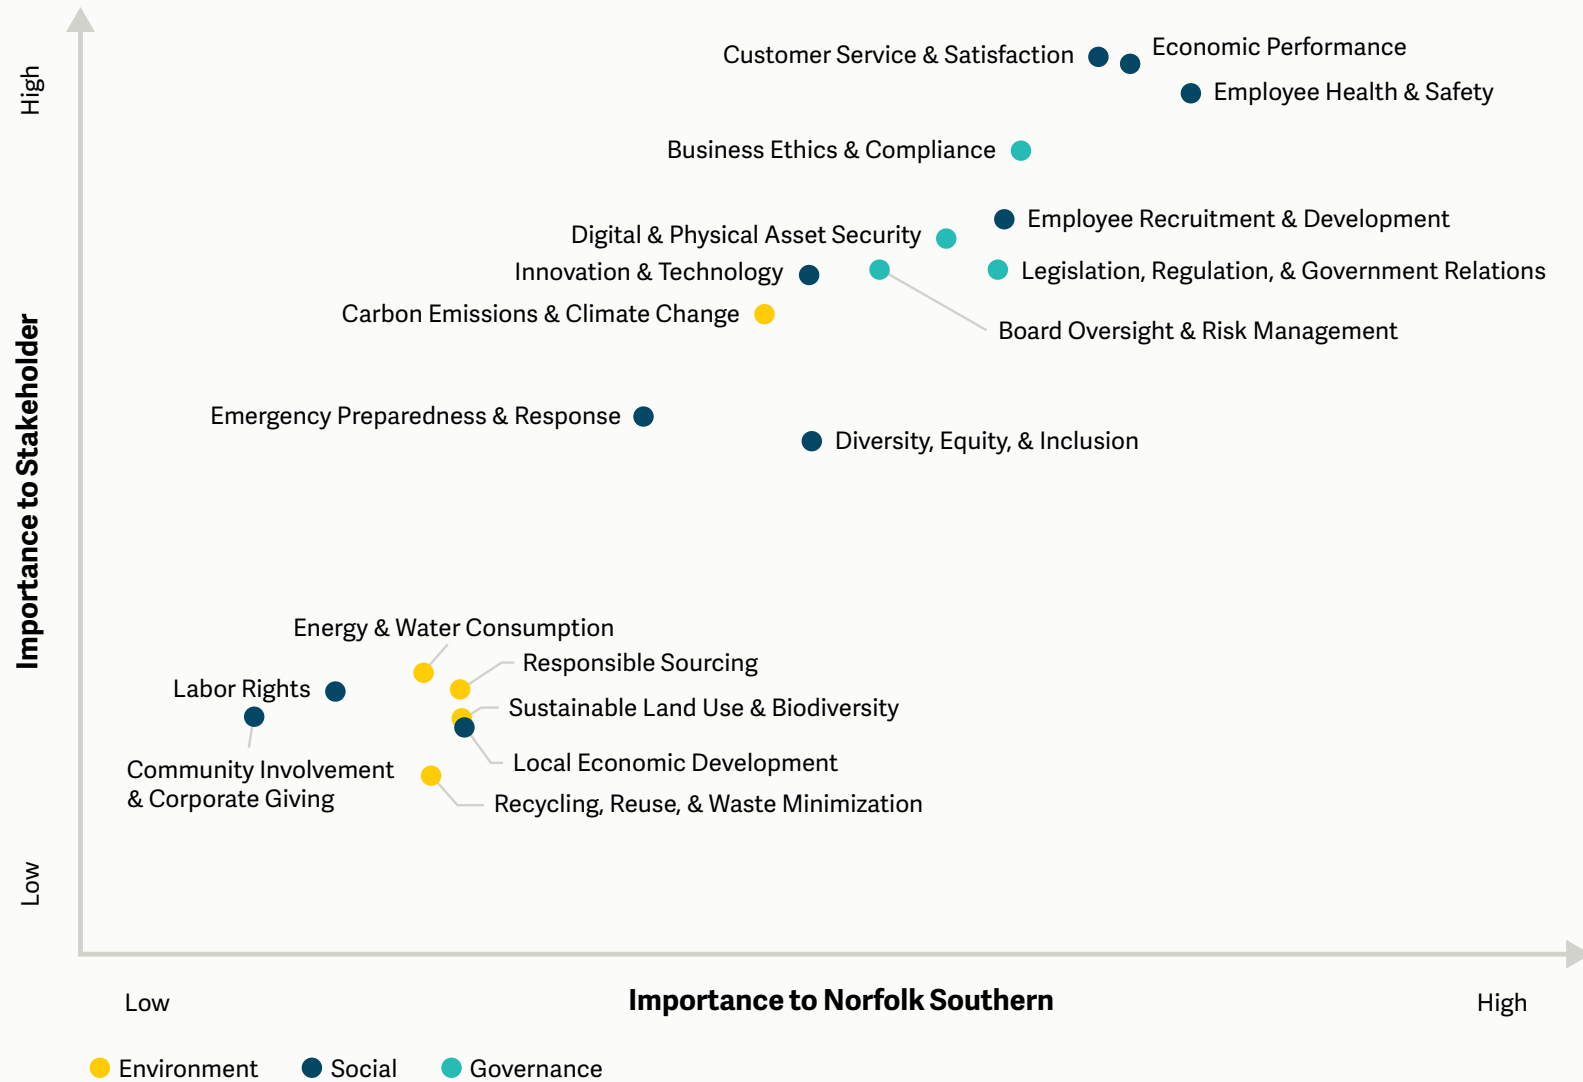 High
Customer Service & Satisfaction
Economic Performance
Employee Health & Safety
Business Ethics & Compliance
Employee Recruitment & Development
Digital & Physical Asset Security
Innovation & Technology
Legislation, Regulation, & Government Relations
Carbon Emissions & Climate Change
Board Oversight & Risk Management
Importance to Stakeholder
Emergency Preparedness & Response
Diversity, Equity, & Inclusion
Energy & Water Consumption
Responsible Sourcing
Labor Rights
Sustainable Land Use & Biodiversity
Local Economic Development
Community Involvement
& Corporate Giving
Recycling, Reuse, & Waste Minimization
Low
Low
Importance to Norfolk Southern
High
Environment
Social
Governance